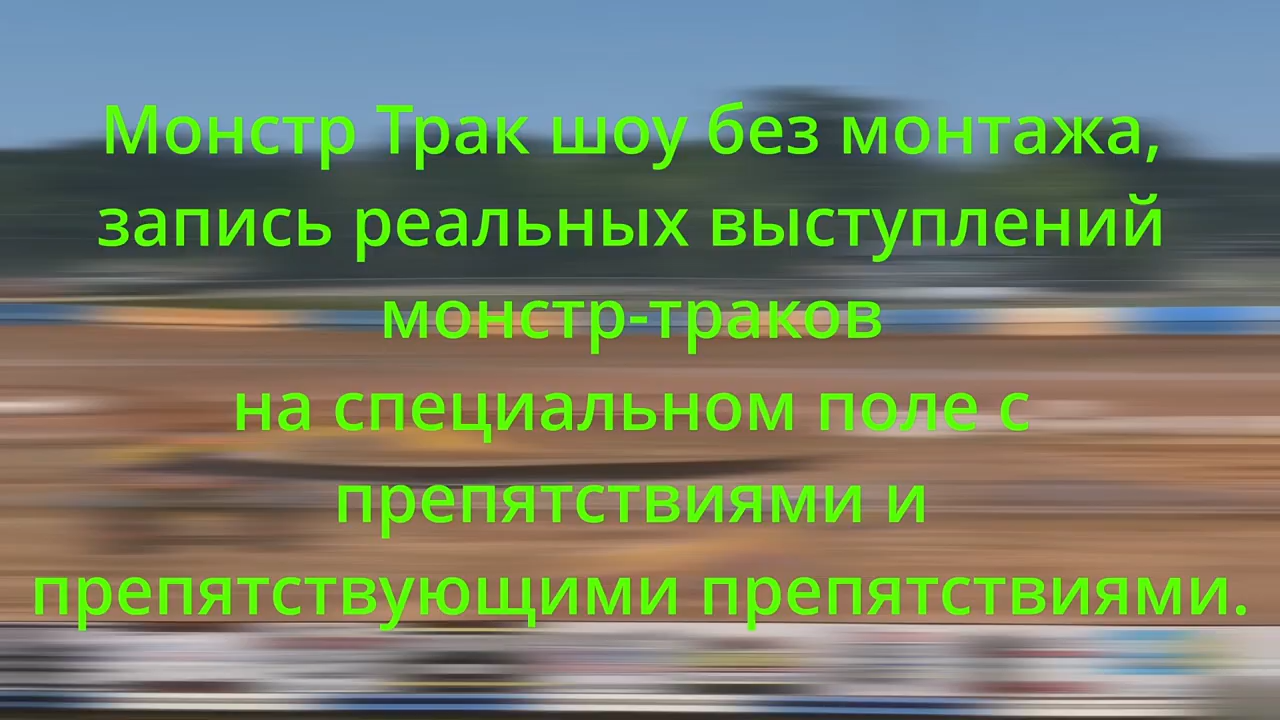 Монстр Трак шоу без монтажа,
запись реальных выступлений
монстр-траков
на специальном поле с
препятствиями и
препятствующими препятствиями.